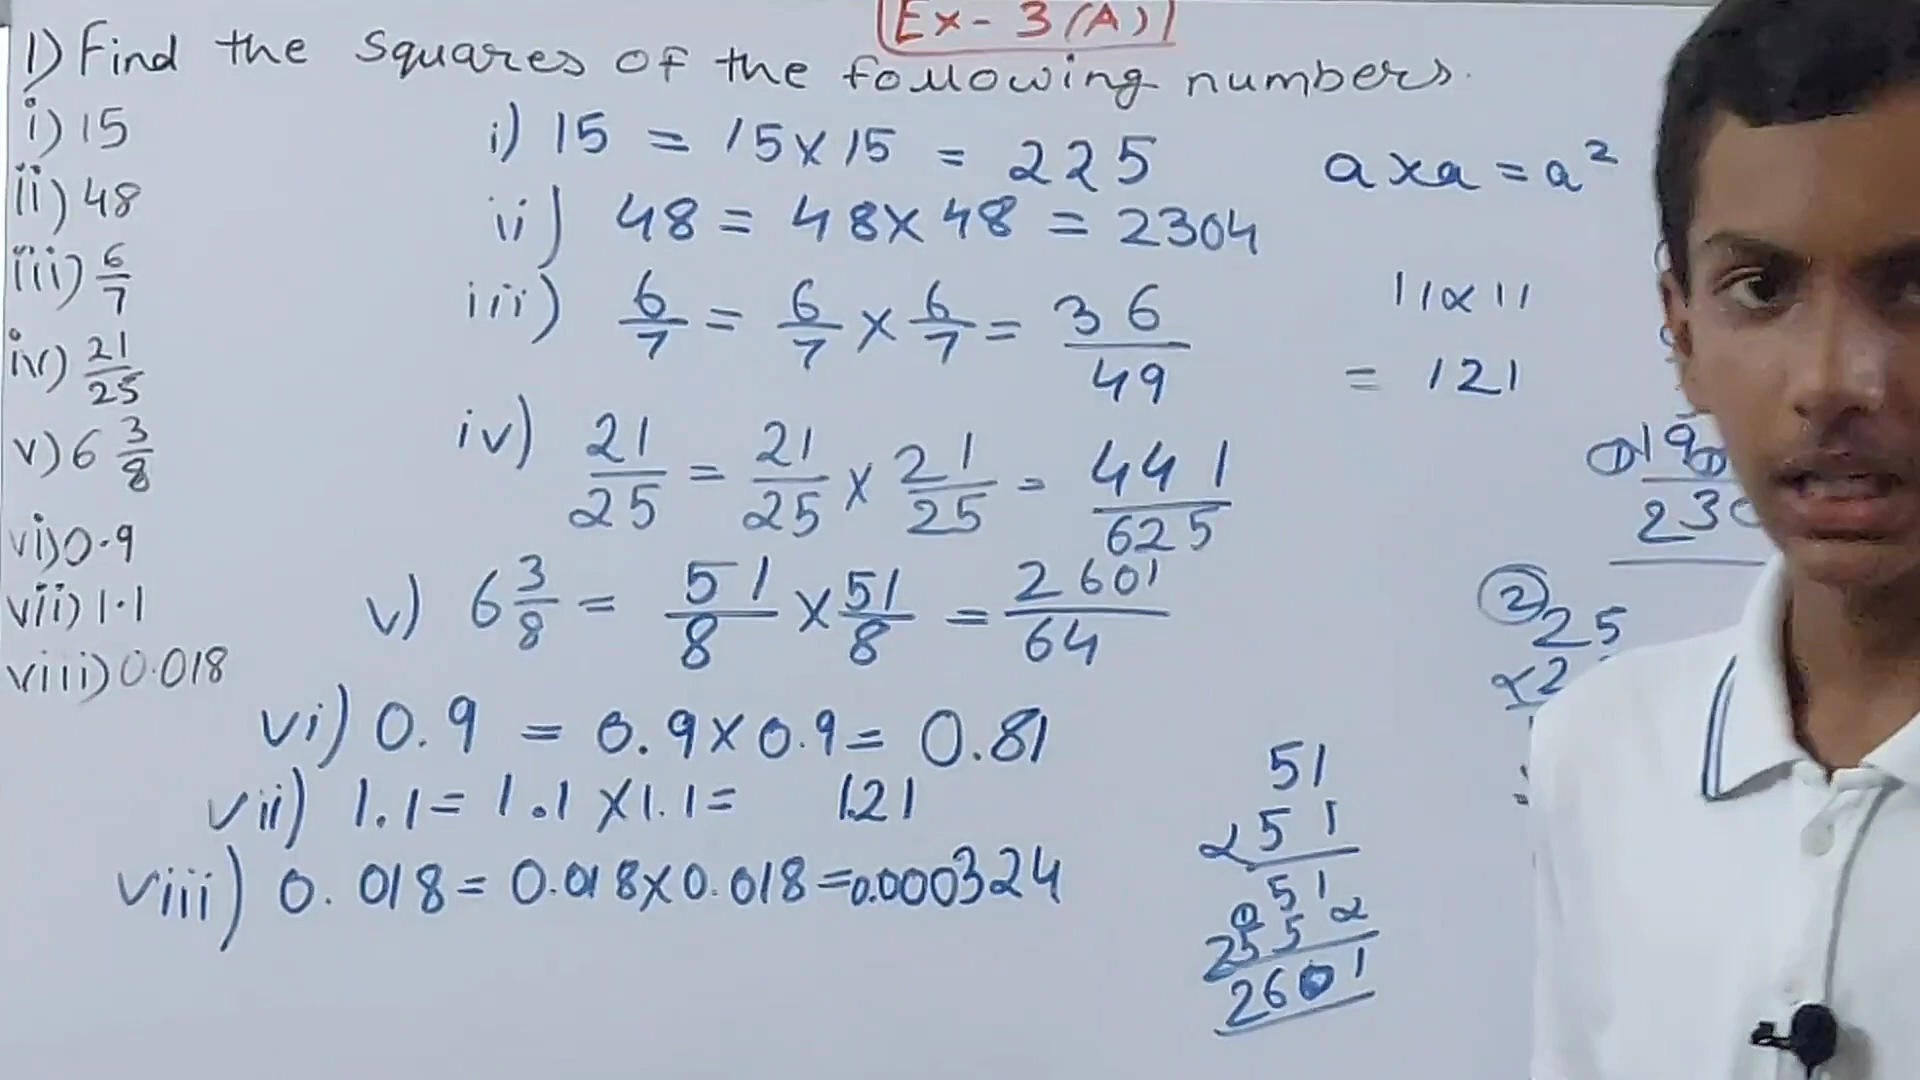 Ex- 3(A)
1) Find the squares of the following numbers.
i) 15
ii) 48
iii) 6/7
iv) 21/25
v) 6 3/8
vi) 0.9
vii) 1.1
viii) 0.018
i) 15 = 15 x 15 = 225
ii) 48 = 48 x 48 = 2304
iii) 6/7 = 6/7 x 6/7 = 36/49
iv) 21/25 = 21/25 x 21/25 = 441/625
v) 6 3/8 = 51/8 x 51/8 = 2601/64
vi) 0.9 = 0.9 x 0.9 = 0.81
vii) 1.1 = 1.1 x 1.1 = 1.21
viii) 0.018 = 0.018 x 0.018 = 0.000324
a x a = a²
11 x 11
= 121
2
25
x 2
51
x 51
51
255 x
2601